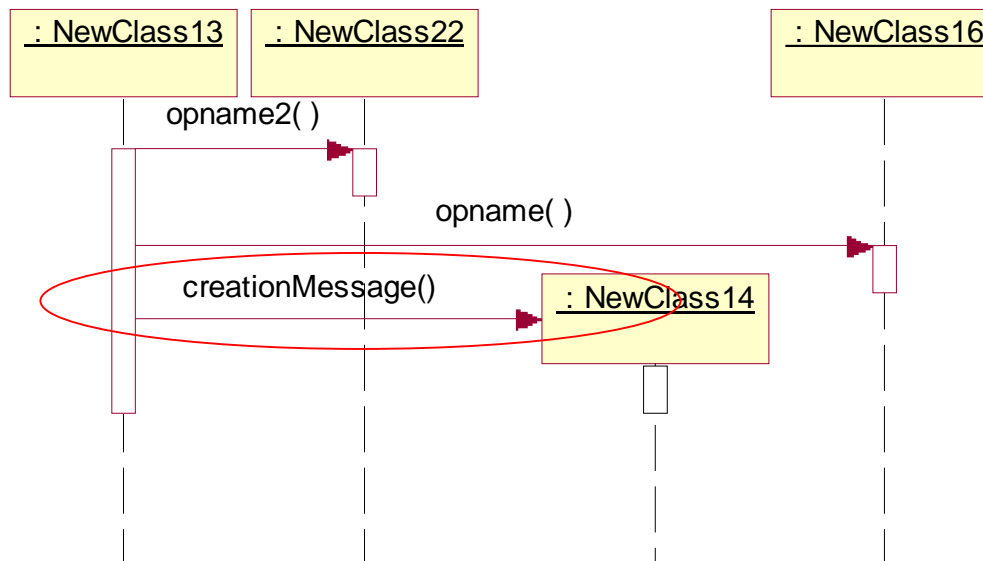 : NewClass13
: NewClass22
: NewClass16
opname2( )
opname( )
creationMessage()
: NewClass14